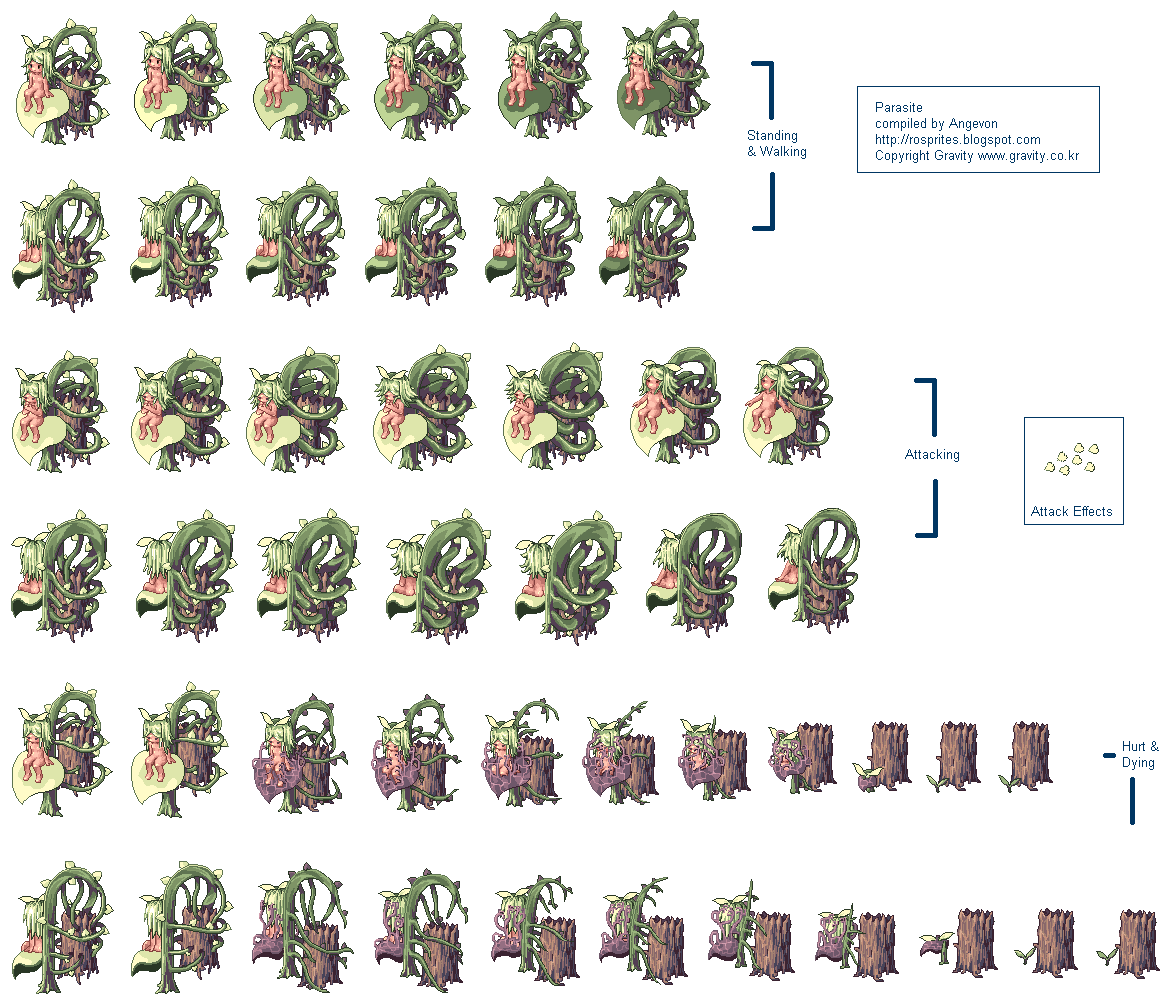 Parasite
compiled by Angevon
http://rosprites.blogspot.com
Copyright Gravity www.gravity.co.kr
Standing
& Walking
Attacking
Attack Effects
Hurt &
Dying